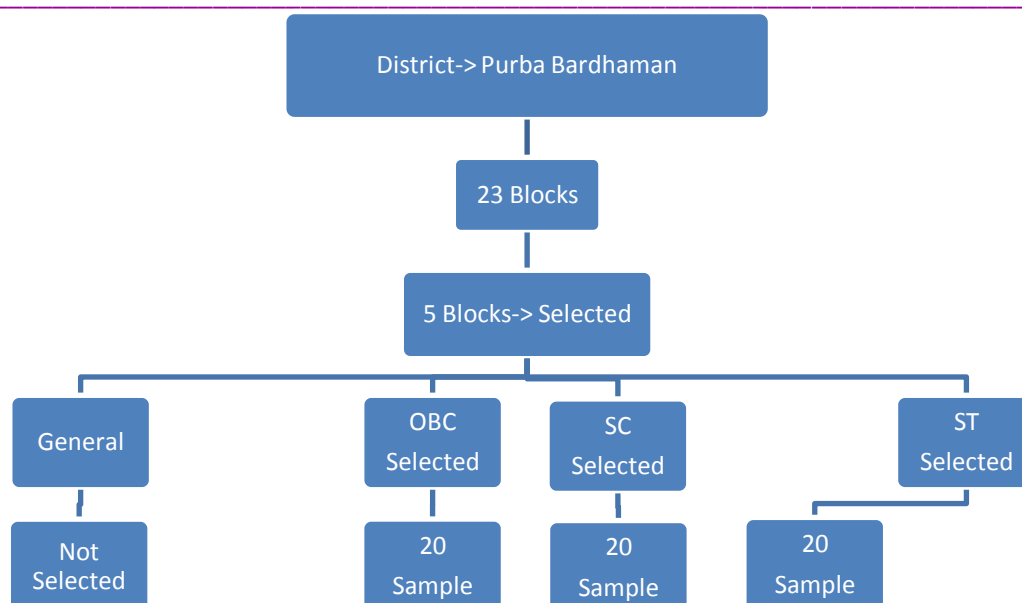 District-> Purba Bardhaman
23 Blocks
5 Blocks-> Selected
General
OBC
Selected
SC
Selected
ST
Selected
Not
Selected
20
Sample
20
Sample
20
Sample